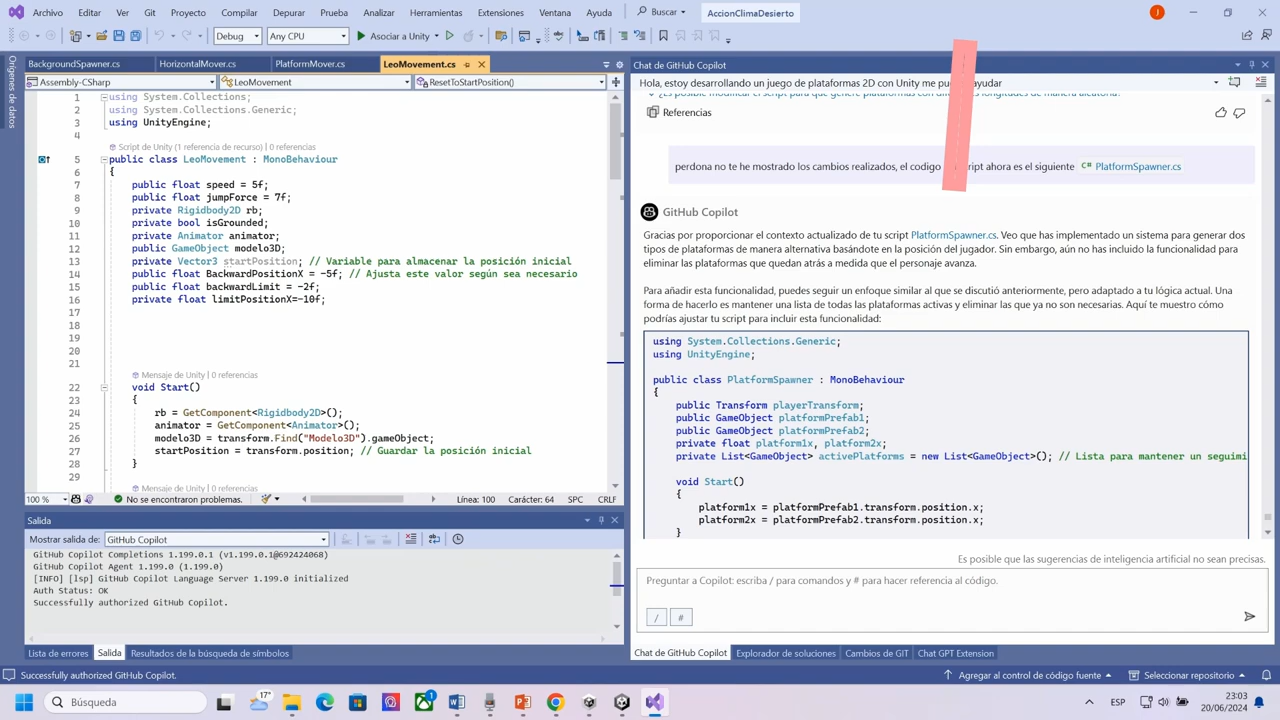 Archivo Editar Ver Git Proyecto Compilar Depurar Prueba Analizar Herramientas Extensiones Ventana Ayuda Buscar AccionClimaDesierto J
Debug Any CPU Asociar a Unity
Orígenes de datos
BackgroundSpawner.cs HorizontalMover.cs PlatformMover.cs LeoMovement.cs
Assembly-CSharp LeoMovement ResetToStartPosition()
1 using System.Collections;
2 using System.Collections.Generic;
3 using UnityEngine;
4
Script de Unity (1 referencia de recurso) | 0 referencias
5 public class LeoMovement : MonoBehaviour
6 {
7 public float speed = 5f;
8 public float jumpForce = 7f;
9 private Rigidbody2D rb;
10 private bool isGrounded;
11 private Animator animator;
12 public GameObject modelo3D;
13 private Vector3 startPosition; // Variable para almacenar la posición inicial
14 public float BackwardPositionX = -5f; // Ajusta este valor según sea necesario
15 public float backwardLimit = -2f;
16 private float limitPositionX=-10f;
17
18
19
20
21
Mensaje de Unity | 0 referencias
22 void Start()
23 {
24 rb = GetComponent<Rigidbody2D>();
25 animator = GetComponent<Animator>();
26 modelo3D = transform.Find("Modelo3D").gameObject;
27 startPosition = transform.position; // Guardar la posición inicial
28 }
29
Mensaje de Unity | 0 referencias
100 % No se encontraron problemas. Línea: 100 Carácter: 64 SPC CRLF
Salida
Mostrar salida de: GitHub Copilot
GitHub Copilot Completions 1.199.0.1 (v1.199.0.1@692424068)
GitHub Copilot Agent 1.199.0 (1.199.0)
[INFO] [lsp] GitHub Copilot Language Server 1.199.0 initialized
Auth Status: OK
Successfully authorized GitHub Copilot.
Lista de errores Salida Resultados de la búsqueda de símbolos
Chat de GitHub Copilot
Hola, estoy desarrollando un juego de plataformas 2D con Unity me ayudar
Referencias
perdona no te he mostrado los cambios realizados, el codigo ahora es el siguiente C# PlatformSpawner.cs
GitHub Copilot
Gracias por proporcionar el contexto actualizado de tu script PlatformSpawner.cs. Veo que has implementado un sistema para generar dos
tipos de plataformas de manera alternativa basándote en la posición del jugador. Sin embargo, aún no has incluido la funcionalidad para
eliminar las plataformas que quedan atrás a medida que el personaje avanza.
Para añadir esta funcionalidad, puedes seguir un enfoque similar al que se discutió anteriormente, pero adaptado a tu lógica actual. Una
forma de hacerlo es mantener una lista de todas las plataformas activas y eliminar las que ya no son necesarias. Aquí te muestro cómo
podrías ajustar tu script para incluir esta funcionalidad:
using System.Collections.Generic;
using UnityEngine;
public class PlatformSpawner : MonoBehaviour
{
public Transform playerTransform;
public GameObject platformPrefab1;
public GameObject platformPrefab2;
private float platform1x, platform2x;
private List<GameObject> activePlatforms = new List<GameObject>(); // Lista para mantener un seguimi
void Start()
{
platform1x = platformPrefab1.transform.position.x;
platform2x = platformPrefab2.transform.position.x;
}
Es posible que las sugerencias de inteligencia artificial no sean precisas.
Preguntar a Copilot: escriba / para comandos y # para hacer referencia al código.
/ #
Chat de GitHub Copilot Explorador de soluciones Cambios de GIT Chat GPT Extension
Successfully authorized GitHub Copilot. Agregar al control de código fuente Seleccionar repositorio
Búsqueda 17° 1 ESP 23:03
20/06/2024